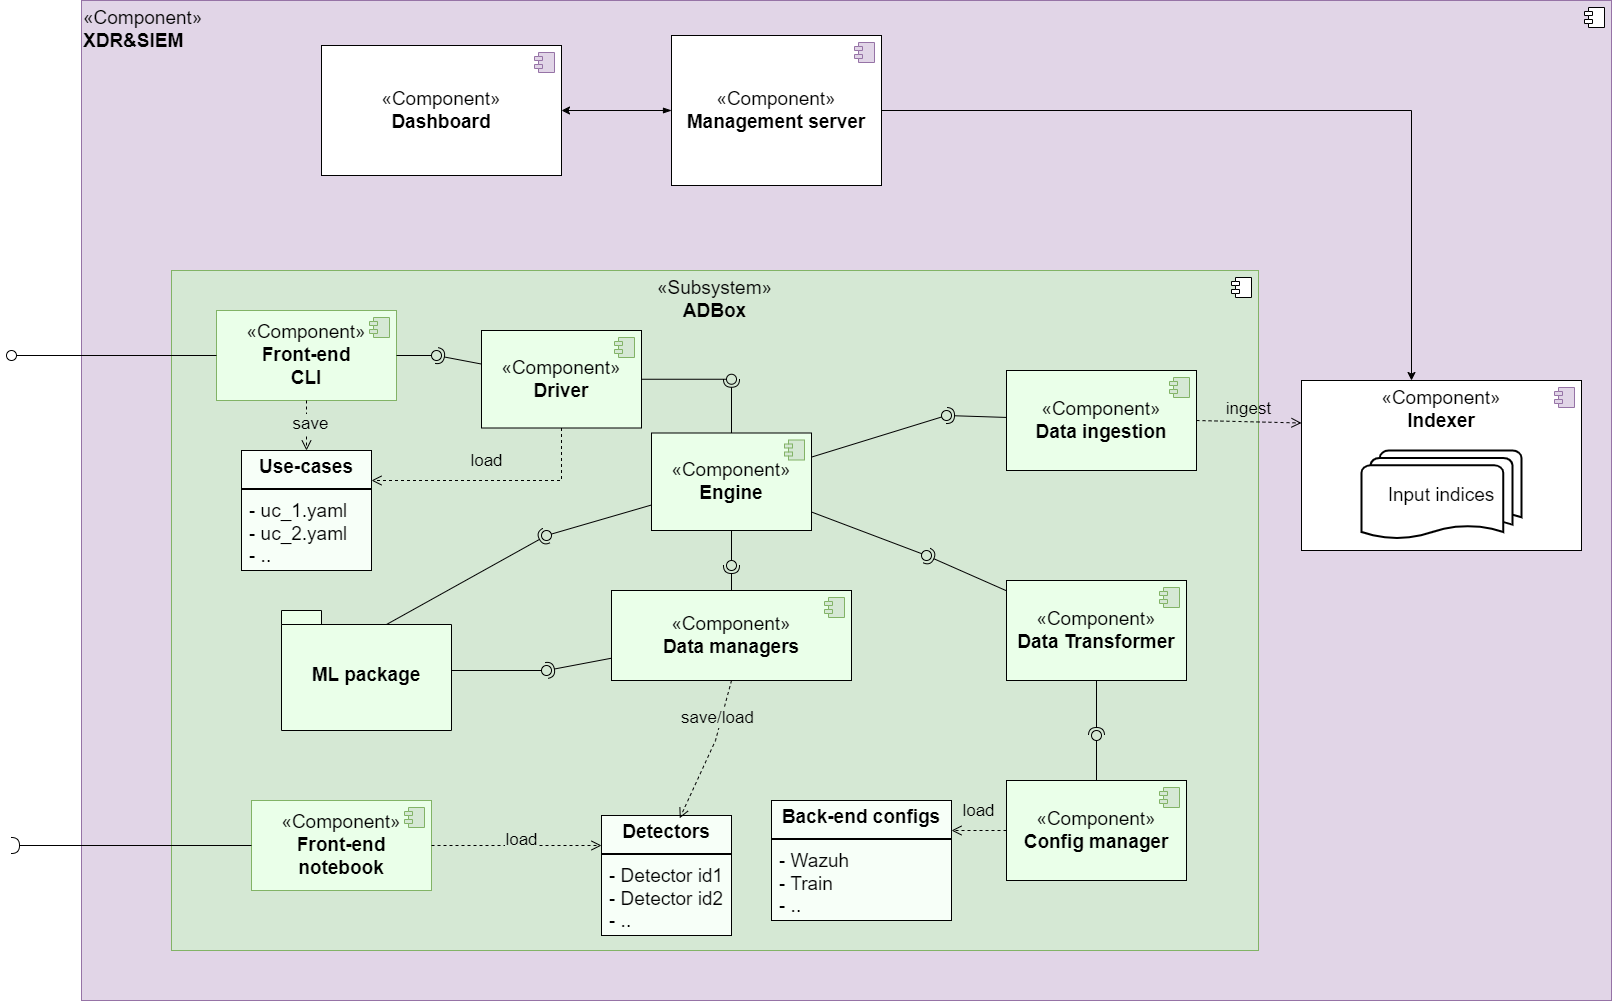 «Component»
XDR&SIEM
«Component»
Dashboard
«Component»
Management server
«Subsystem»
ADBox
«Component»
Front-end
CLI
«Component»
Driver
«Component»
Data ingestion
ingest
«Component»
Indexer
Input indices
save
load
Use-cases
- uc_1.yaml
- uc_2.yaml
- ..
«Component»
Engine
ML package
«Component»
Data managers
«Component»
Data Transformer
save/load
«Component»
Front-end
notebook
load
Detectors
- Detector id1
- Detector id2
- ..
Back-end configs
- Wazuh
- Train
- ..
load
«Component»
Config manager